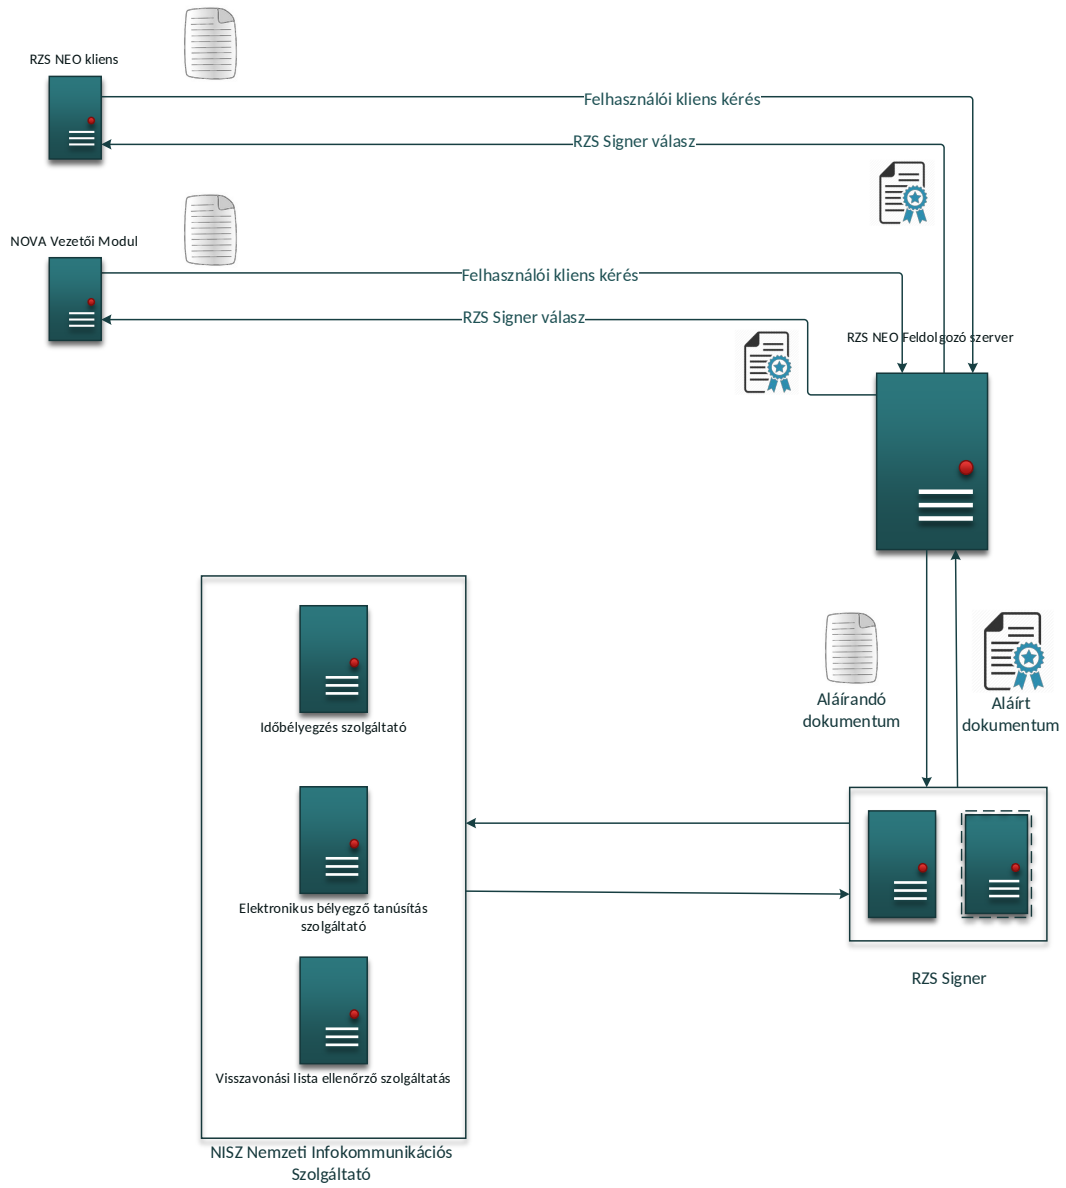 RZS NEO kliens
Felhasználói kliens kérés
RZS Signer válasz
NOVA Vezetői Modul
Felhasználói kliens kérés
RZS Signer válasz
RZS NEO Feldolgozó szerver
Aláírandó
dokumentum
Aláírt
dokumentum
Időbélyegzés szolgáltató
Elektronikus bélyegző tanúsítás
szolgáltató
Visszavonási lista ellenőrző szolgáltatás
RZS Signer
NISZ Nemzeti Infokommunikációs
Szolgáltató